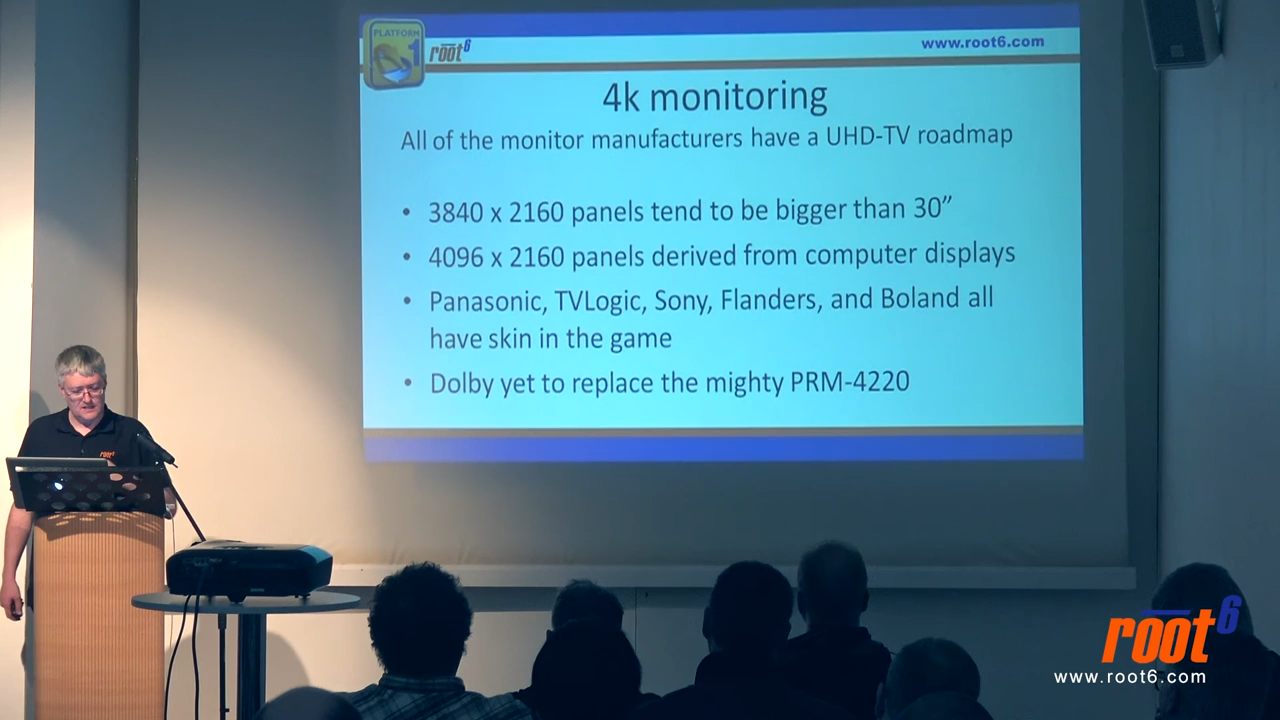 PLATFORM
1
root6
www.root6.com
4k monitoring
All of the monitor manufacturers have a UHD-TV roadmap
• 3840 x 2160 panels tend to be bigger than 30”
• 4096 x 2160 panels derived from computer displays
• Panasonic, TVLogic, Sony, Flanders, and Boland all
have skin in the game
• Dolby yet to replace the mighty PRM-4220
root
root6
www.root6.com